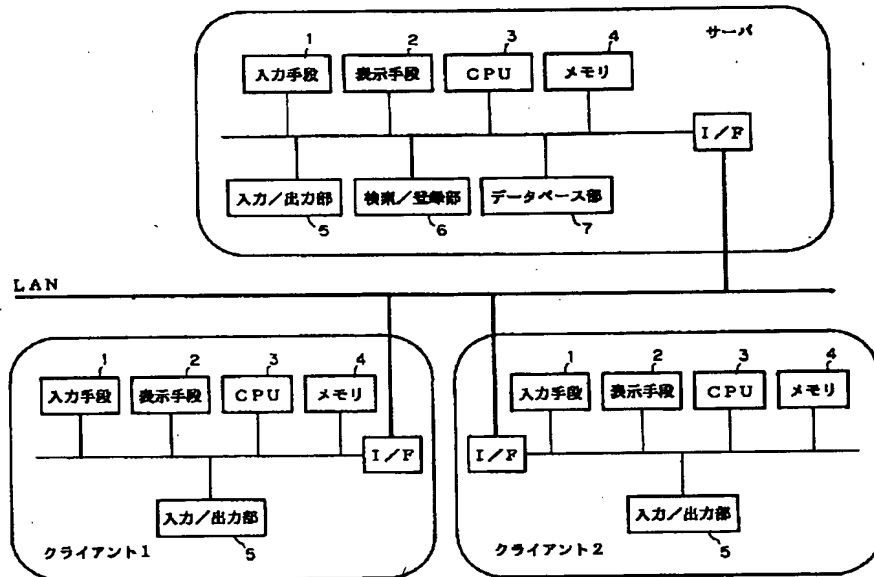 サーバ
1 2 3 4
入力手段 表示手段 CPU メモリ
I/F
入力/出力部 検索/登録部 データベース部
5 6 7
LAN
1 2 3 4
入力手段 表示手段 CPU メモリ
I/F
入力/出力部
5
クライアント1
1 2 3 4
入力手段 表示手段 CPU メモリ
I/F
入力/出力部
5
クライアント2